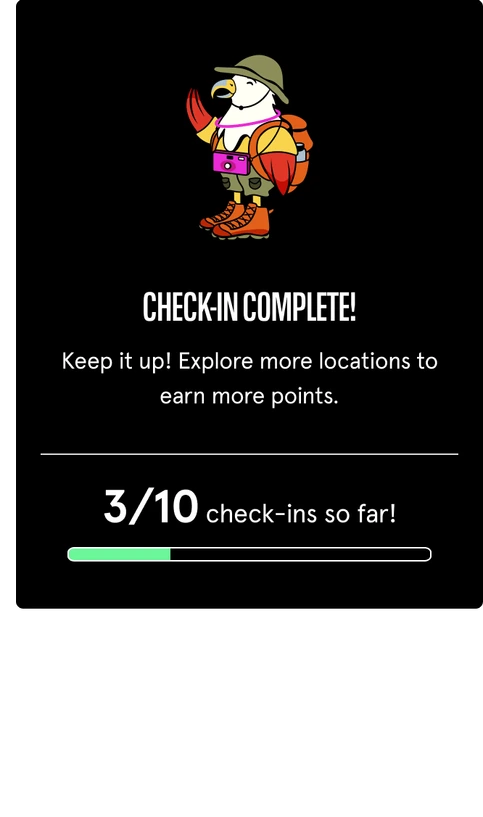 CHECK-IN COMPLETE!
Keep it up! Explore more locations to
earn more points.
3/10 check-ins so far!